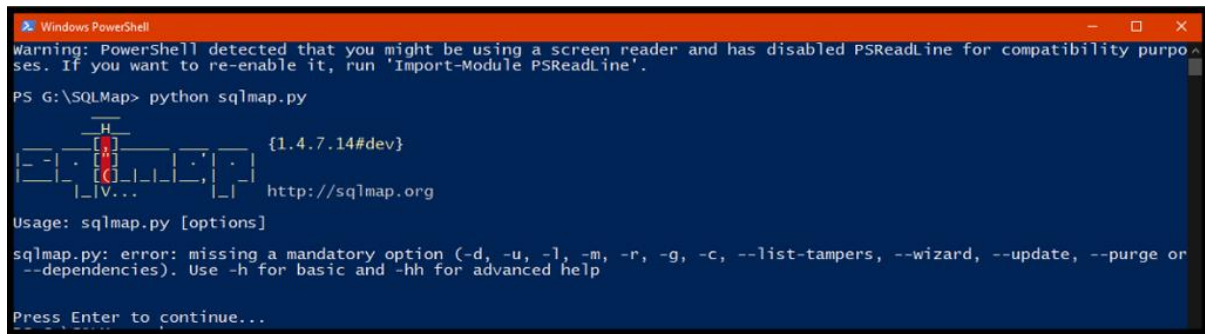 Windows PowerShell
Warning: PowerShell detected that you might be using a screen reader and has disabled PSReadLine for compatibility purpo
ses. If you want to re-enable it, run 'Import-Module PSReadLine'.
PS G:\SQLMap> python sqlmap.py
{1.4.7.14#dev}
http://sqlmap.org
Usage: sqlmap.py [options]
sqlmap.py: error: missing a mandatory option (-d, -u, -l, -m, -r, -g, -c, --list-tampers, --wizard, --update, --purge or
--dependencies). Use -h for basic and -hh for advanced help
Press Enter to continue...